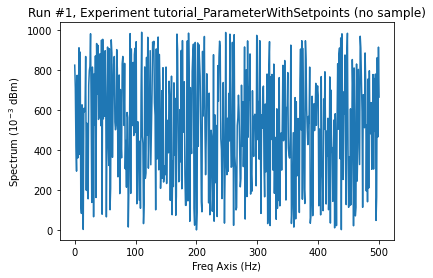 Run #1, Experiment tutorial_ParameterWithSetpoints (no sample)
1000
800
600
400
200
0
Spectrum (10⁻³ dBm)
0 100 200 300 400 500
Freq Axis (Hz)